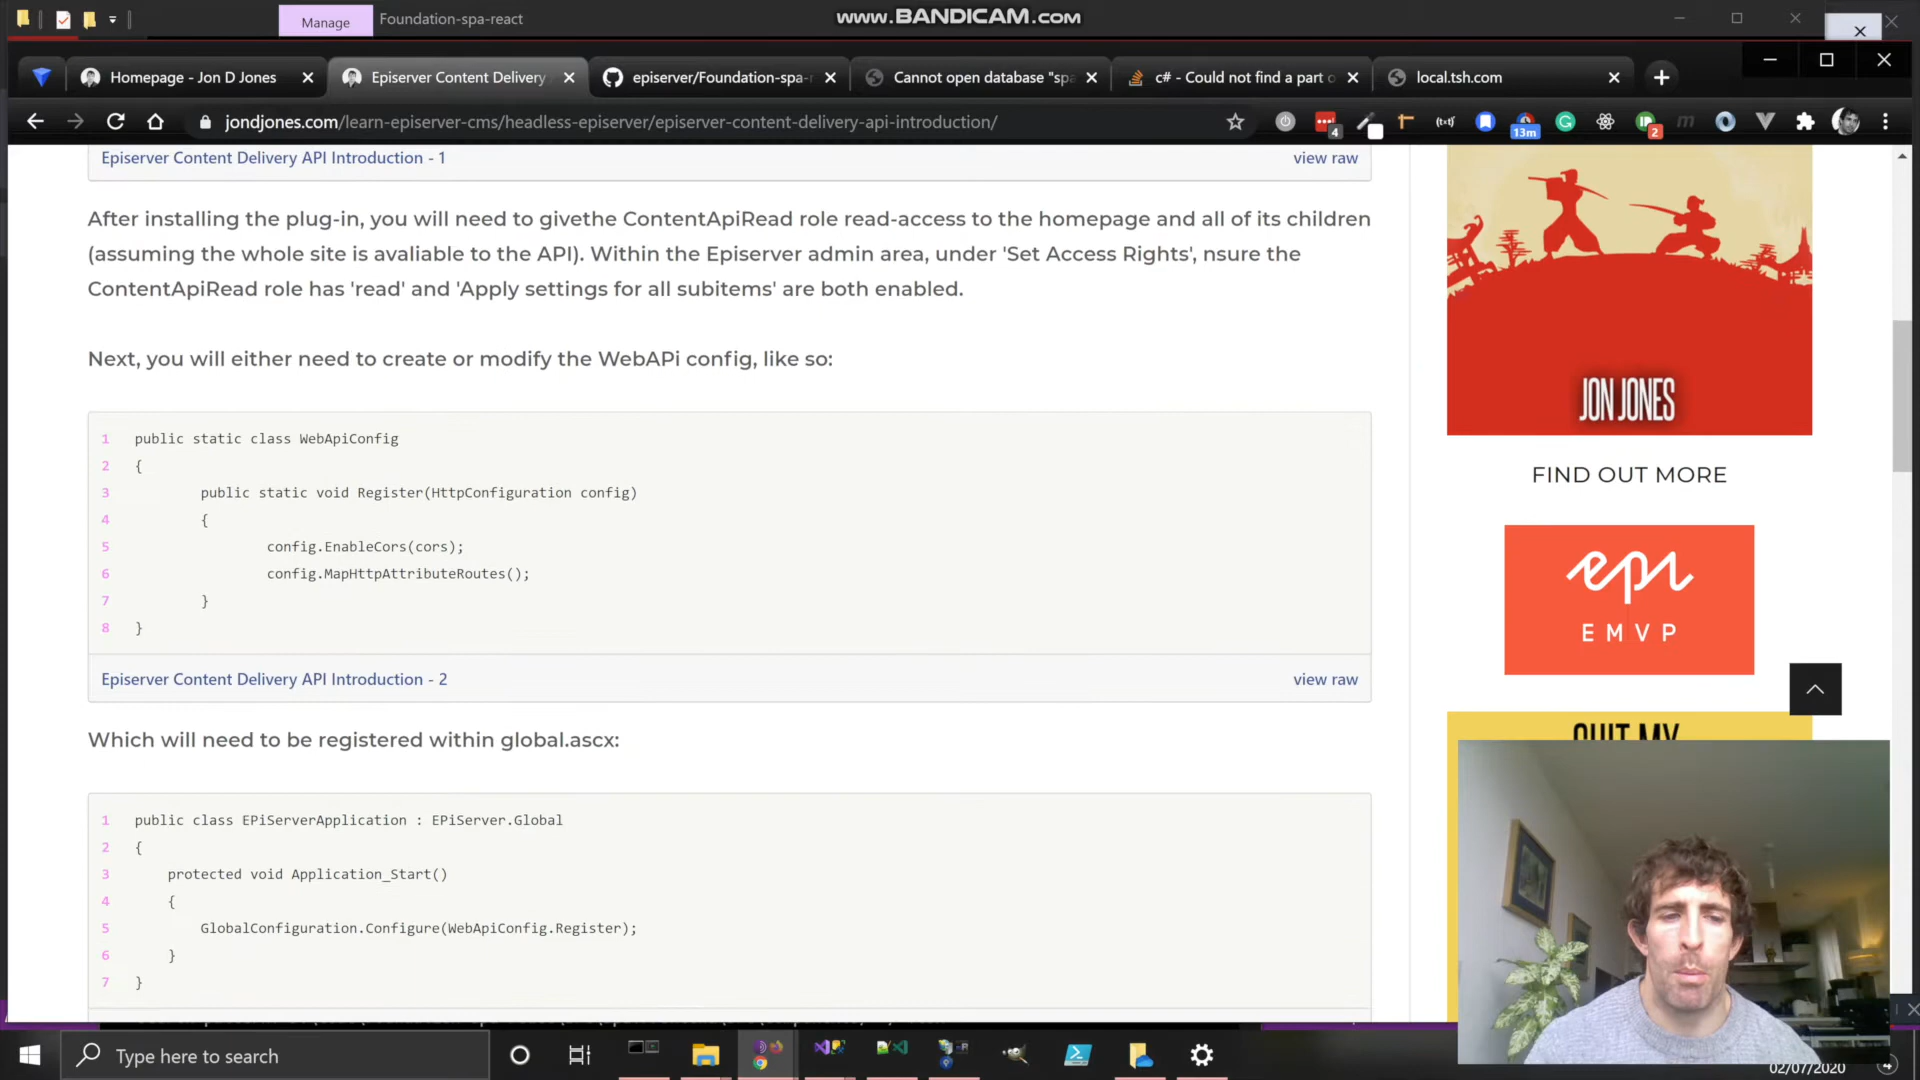 Manage
Foundation-spa-react
www.BANDICAM.com
Homepage - Jon D Jones
Episerver Content Delivery
episerver/Foundation-spa-r
Cannot open database "spa
c# - Could not find a part o
local.tsh.com
jondjones.com/learn-episerver-cms/headless-episerver/episerver-content-delivery-api-introduction/
4
13m
2
Episerver Content Delivery API Introduction - 1
view raw
After installing the plug-in, you will need to givethe ContentApiRead role read-access to the homepage and all of its children
(assuming the whole site is avaliable to the API). Within the Episerver admin area, under 'Set Access Rights', nsure the
ContentApiRead role has 'read' and 'Apply settings for all subitems' are both enabled.
Next, you will either need to create or modify the WebAPi config, like so:
1 public static class WebApiConfig
2 {
3 public static void Register(HttpConfiguration config)
4 {
5 config.EnableCors(cors);
6 config.MapHttpAttributeRoutes();
7 }
8 }
Episerver Content Delivery API Introduction - 2
view raw
Which will need to be registered within global.ascx:
1 public class EPiServerApplication : EPiServer.Global
2 {
3 protected void Application_Start()
4 {
5 GlobalConfiguration.Configure(WebApiConfig.Register);
6 }
7 }
JON JONES
FIND OUT MORE
epi
EMVP
QUIT MY
Type here to search
02/07/2020
4